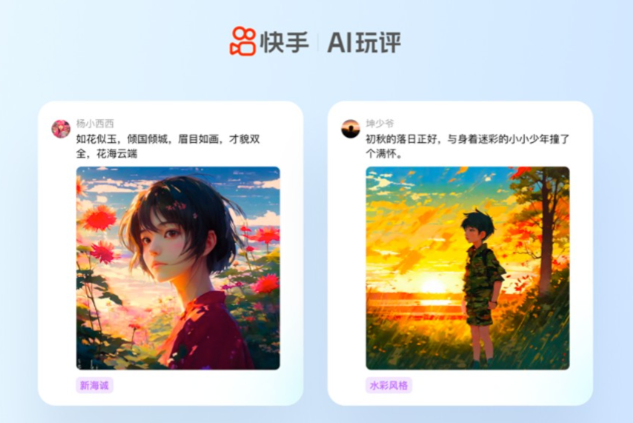 快手 AI玩评
杨小西西
如花似玉，倾国倾城，眉目如画，才貌双
全，花海云端
新海诚
坤少爷
初秋的落日正好，与身着迷彩的小小少年撞了
个满怀。
水彩风格